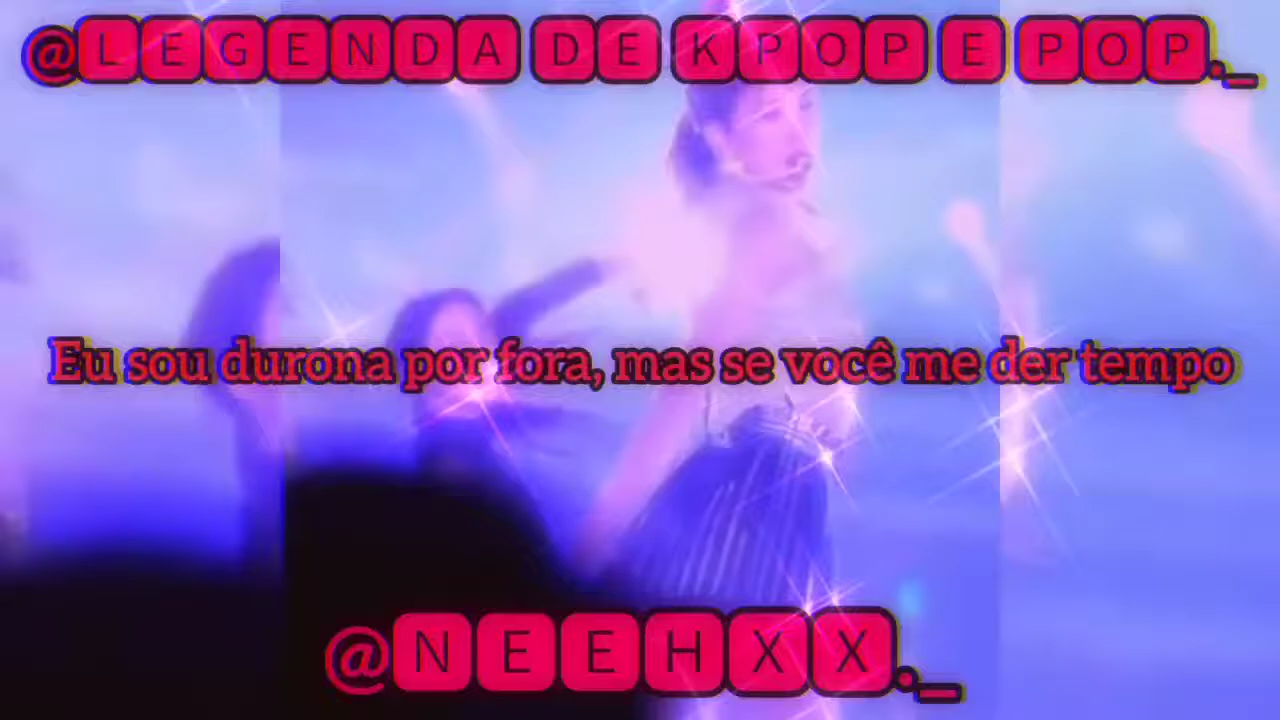 @LEGENDA DE KPOP E POP._
Eu sou durona por fora, mas se você me der tempo
@NEEHXX._